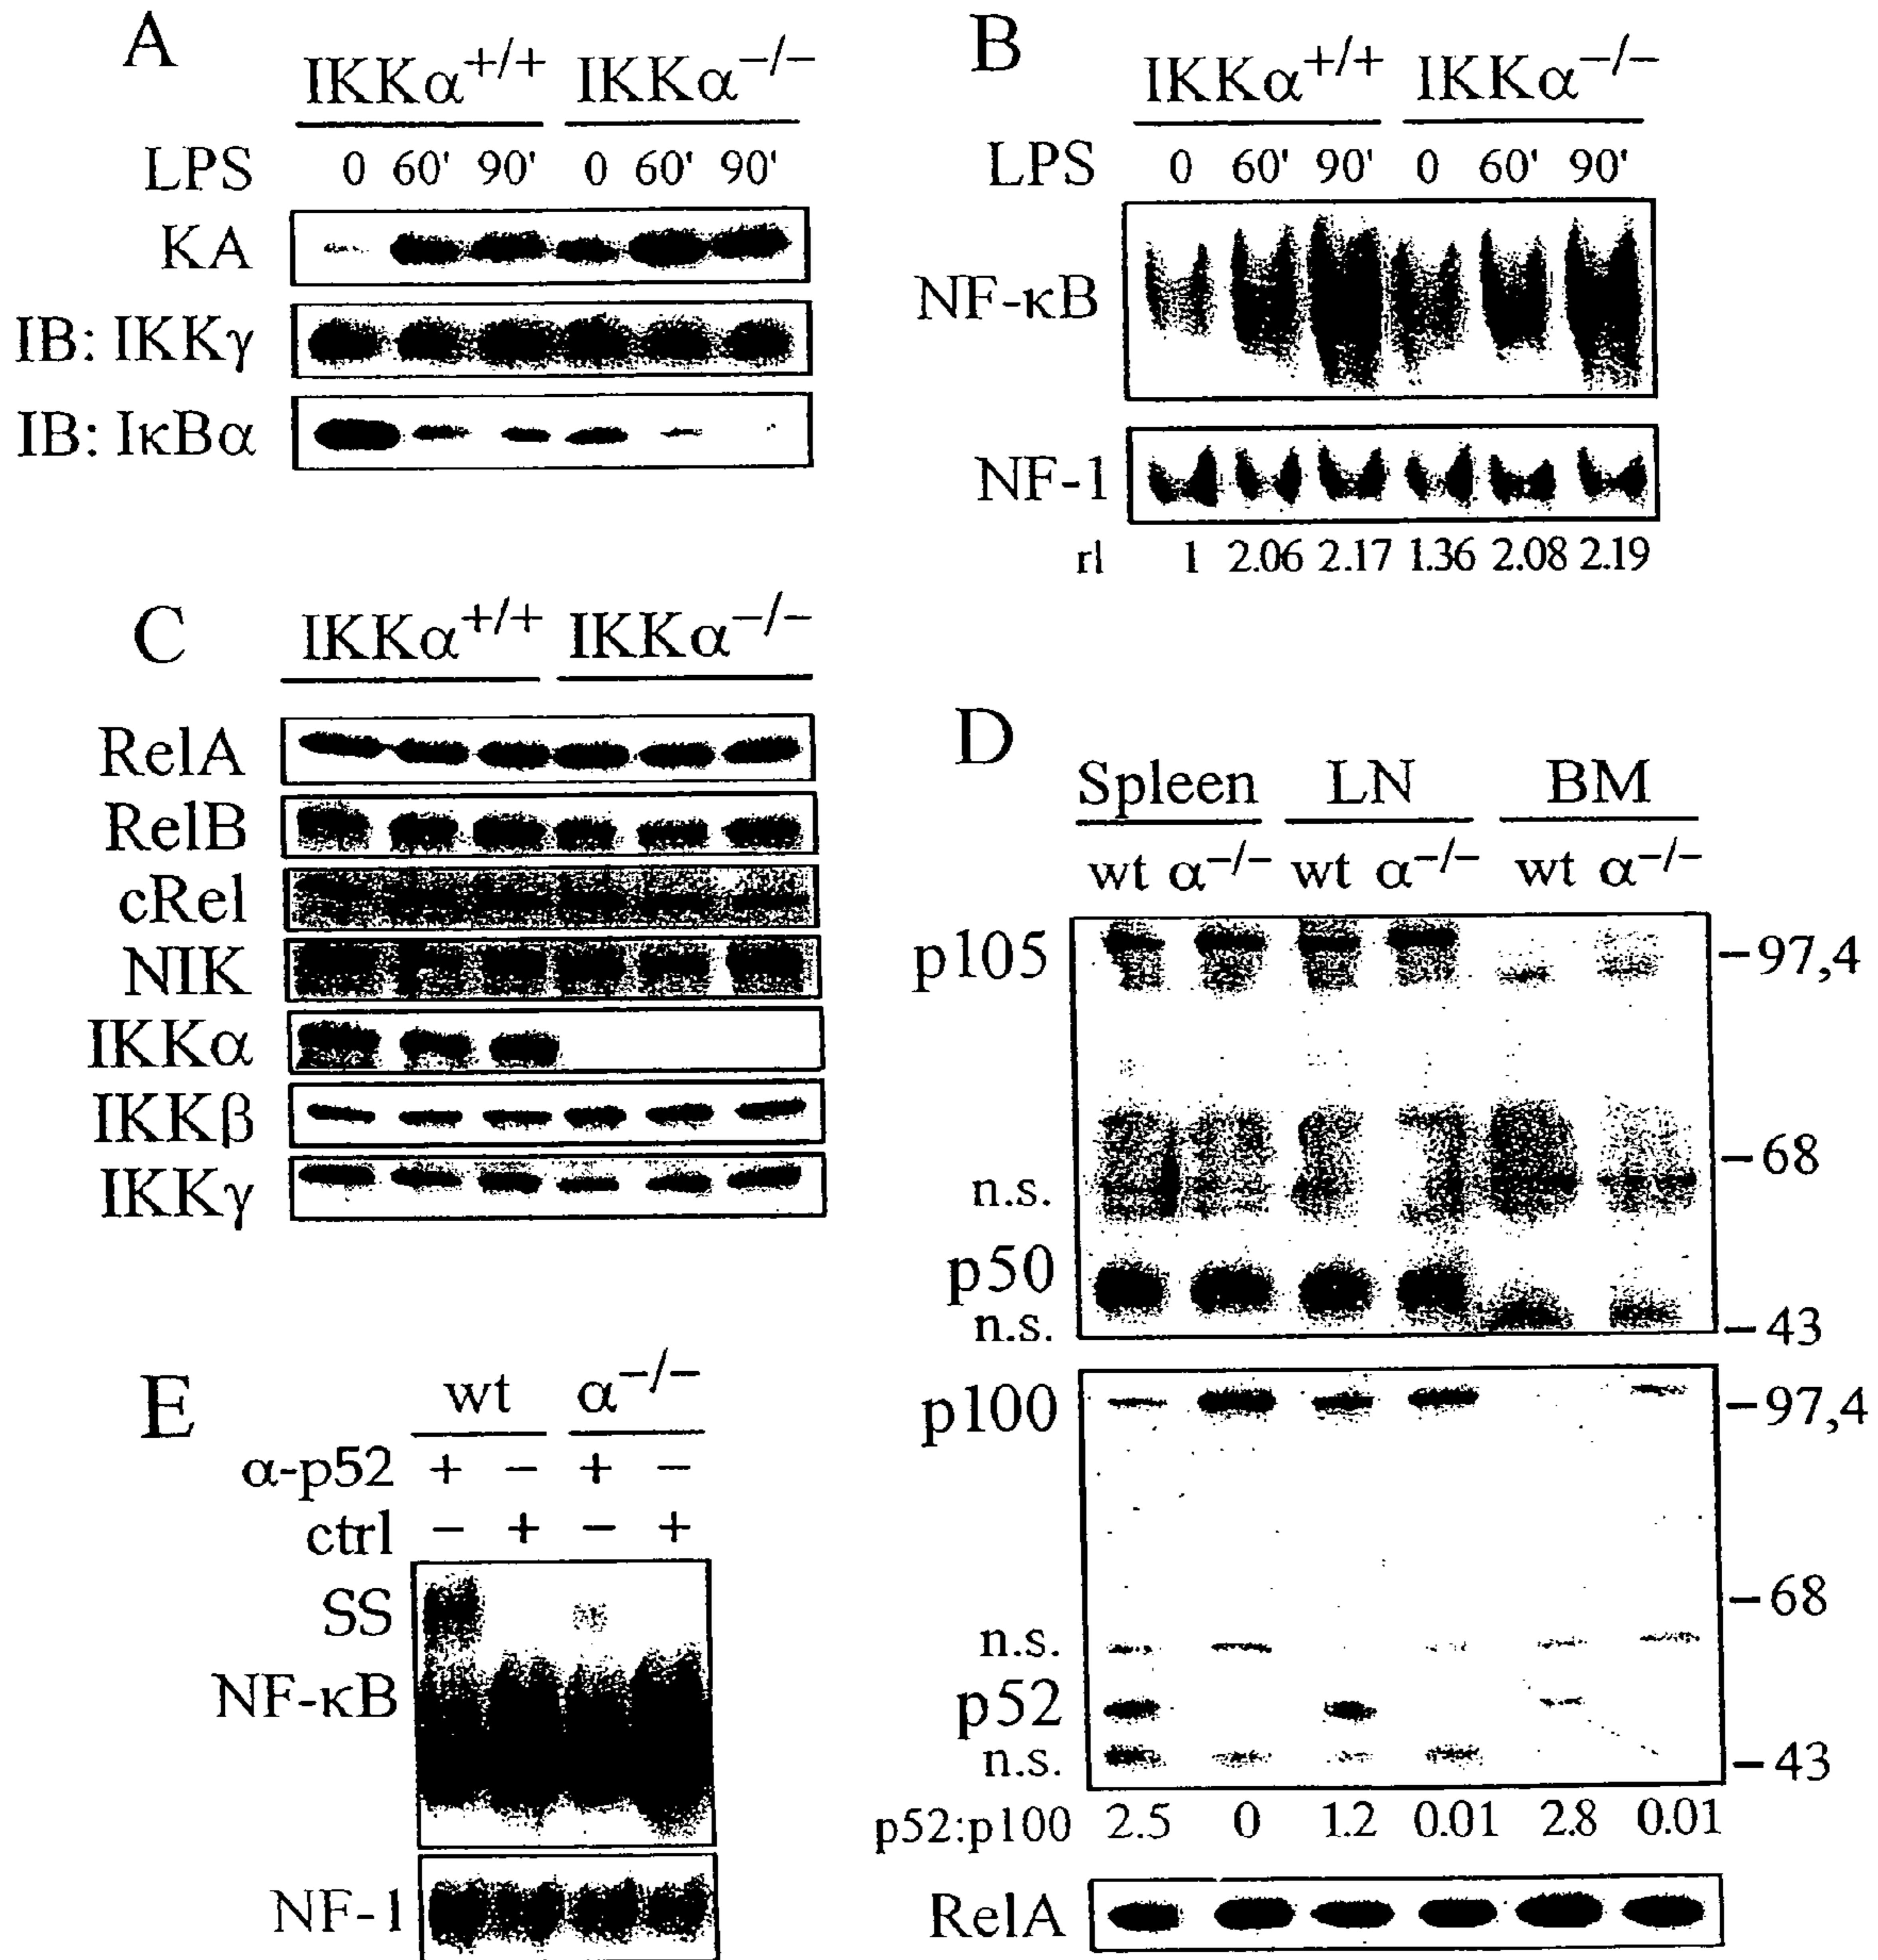 A
IKKα+/+ IKKα−/−
LPS 0 60' 90' 0 60' 90'
KA
IB: IKKγ
IB: IκBα
B
IKKα+/+ IKKα−/−
LPS 0 60' 90' 0 60' 90'
NF-κB
NF-1
rl 1 2.06 2.17 1.36 2.08 2.19
C
IKKα+/+ IKKα−/−
RelA
RelB
cRel
NIK
IKKα
IKKβ
IKKγ
D
Spleen LN BM
wt α−/− wt α−/− wt α−/−
p105 −97,4
−68
n.s.
p50
n.s. −43
p100 −97,4
−68
n.s.
p52
n.s. −43
p52:p100 2.5 0 1.2 0.01 2.8 0.01
RelA
E
wt α−/−
α-p52 + − + −
ctrl − + − +
SS
NF-κB
NF-1